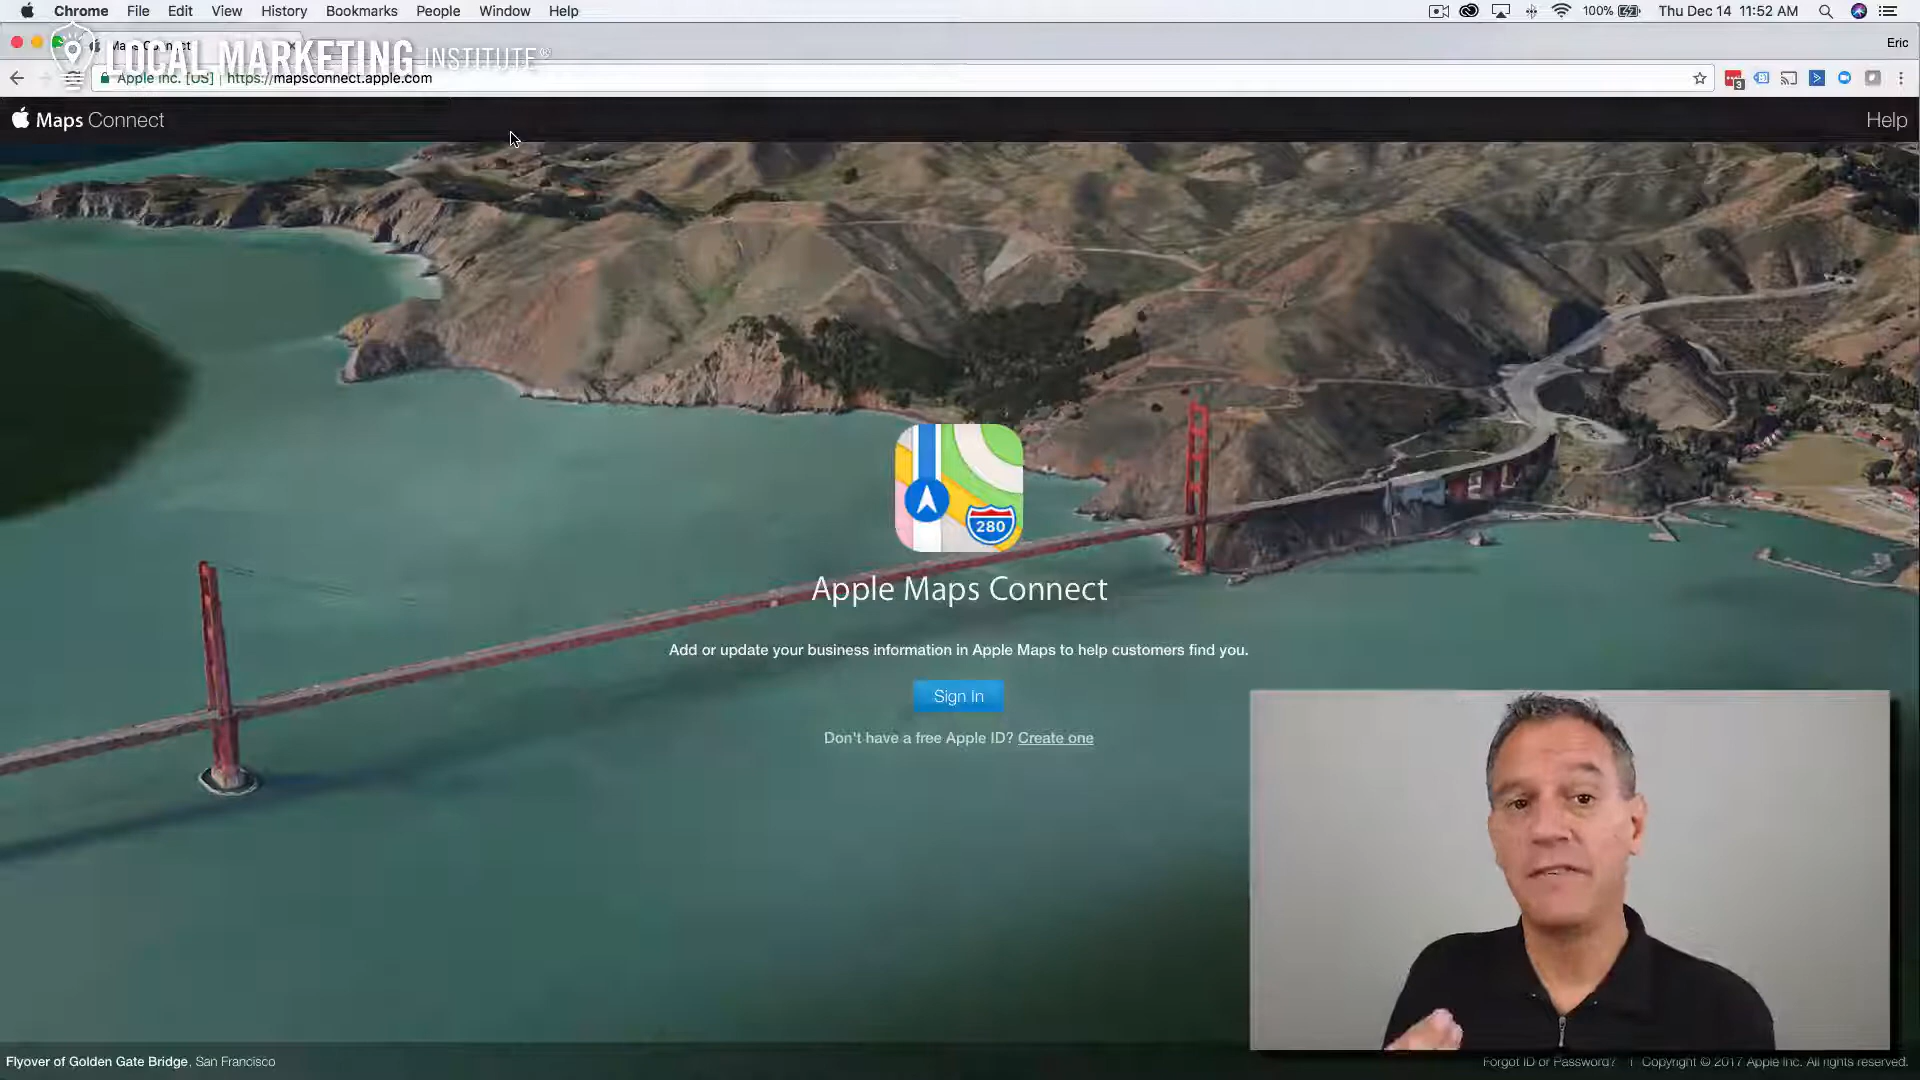 Chrome File Edit View History Bookmarks People Window Help
100% Thu Dec 14 11:52 AM
Maps Connect
LOCAL MARKETING INSTITUTE®
Eric
Apple Inc. [US] | https://mapsconnect.apple.com
3
Maps Connect
Help
280
Apple Maps Connect
Add or update your business information in Apple Maps to help customers find you.
Sign In
Don't have a free Apple ID? Create one
Flyover of Golden Gate Bridge, San Francisco
Forgot ID or Password? | Copyright © 2017 Apple Inc. All rights reserved.